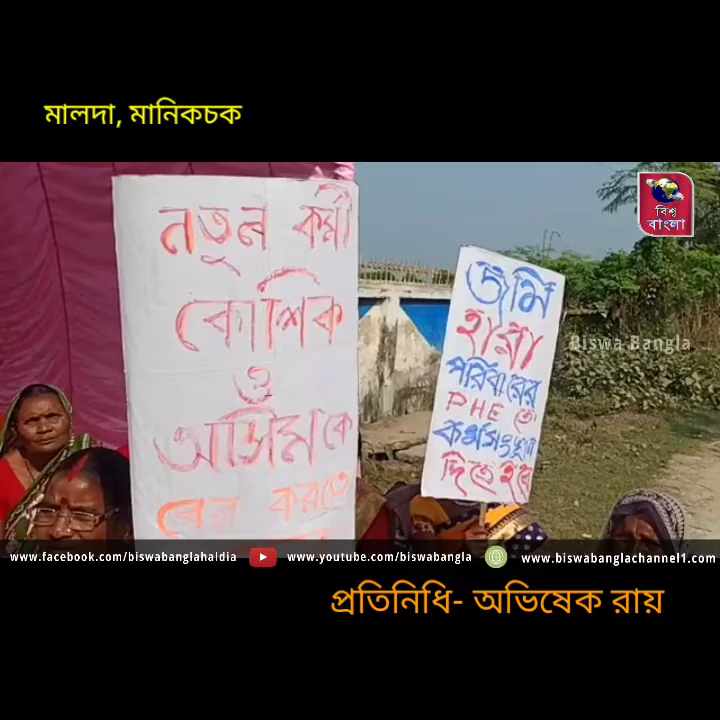 মালদা, মানিকচক
বিশ্ব
বাংলা
নতুন কর্মী
কৌশিক
ও
অসিমকে
বের করতে
জমি
হারা
পরিবারের
PHE তে
কর্মসংস্থান
দিতে হবে
Biswa Bangla
www.facebook.com/biswabanglahaldia
www.youtube.com/biswabangla
www.biswabanglachannel1.com
প্রতিনিধি- অভিষেক রায়